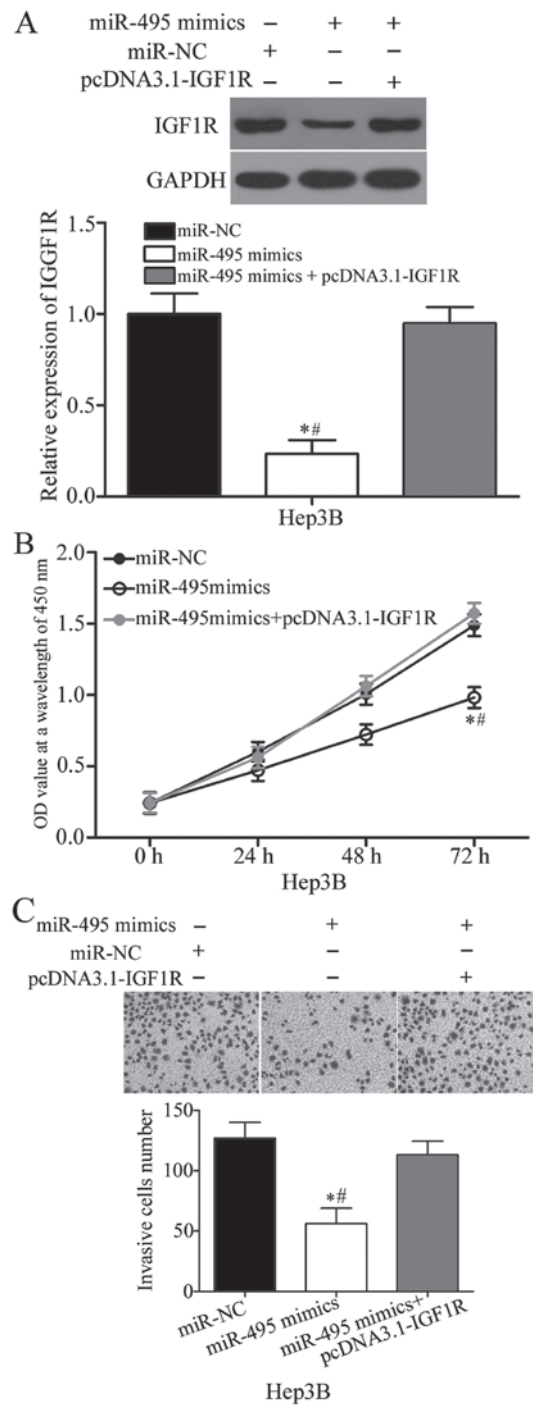 A
miR-495 mimics – + +
miR-NC + – –
pcDNA3.1-IGF1R – – +
IGF1R
GAPDH
miR-NC
miR-495 mimics
miR-495 mimics + pcDNA3.1-IGF1R
Relative expression of IGGF1R
1.5
1.0
0.5
0.0
*#
Hep3B
B
miR-NC
miR-495mimics
miR-495mimics+pcDNA3.1-IGF1R
OD value at a wavelength of 450 nm
2.0
1.5
1.0
0.5
0.0
*#
0 h 24 h 48 h 72 h
Hep3B
C
miR-495 mimics – + +
miR-NC + – –
pcDNA3.1-IGF1R – – +
Invasive cells number
150
100
50
0
*#
miR-NC
miR-495 mimics
miR-495 mimics+
pcDNA3.1-IGF1R
Hep3B